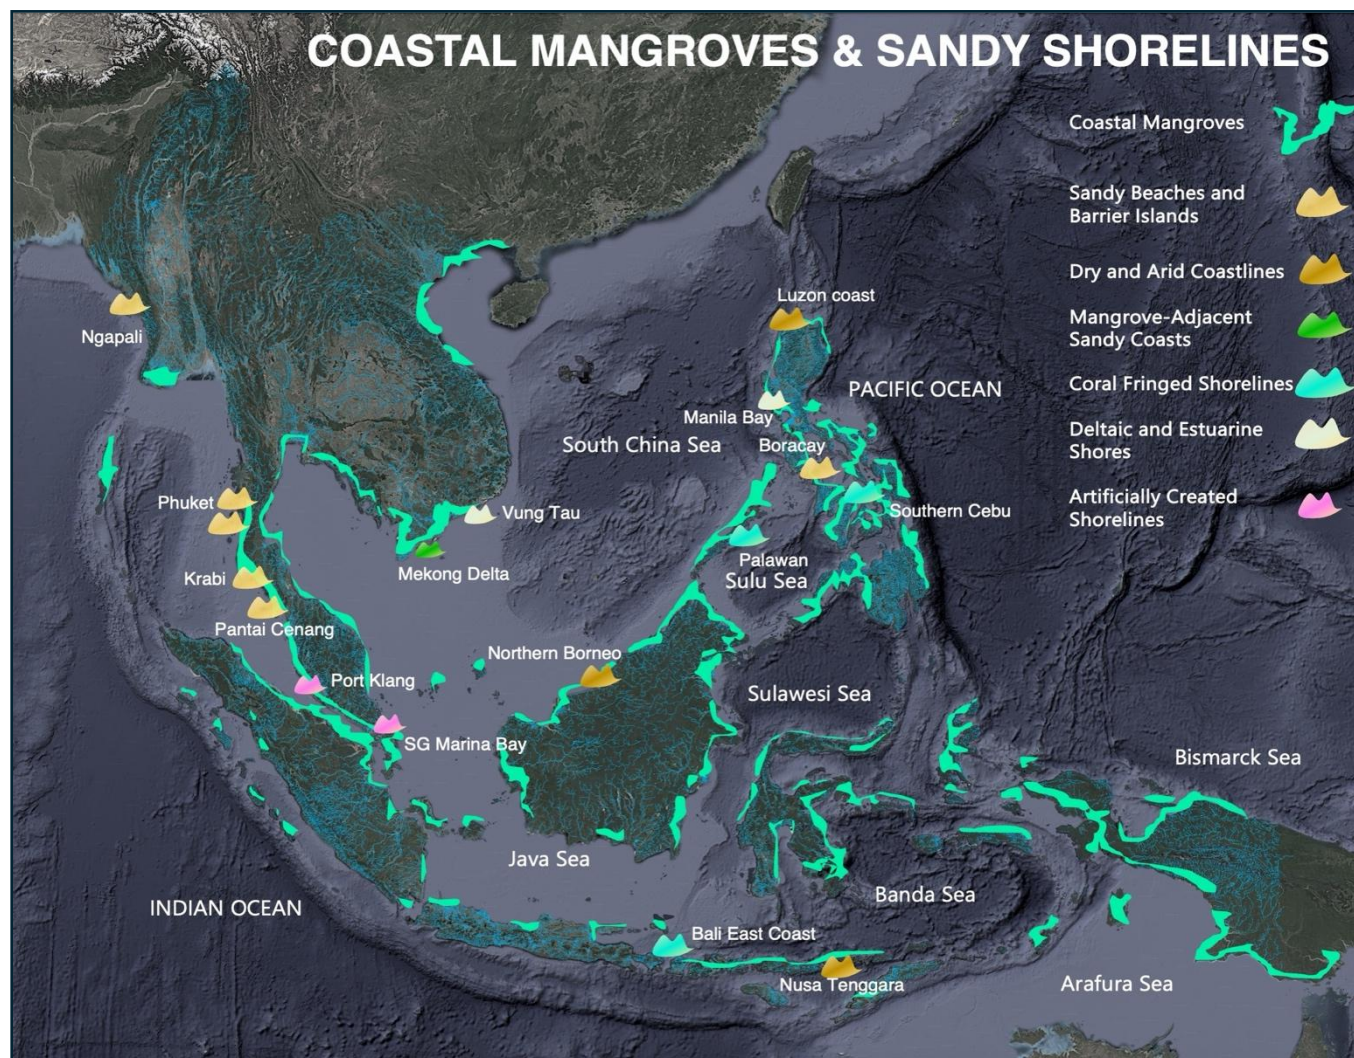 COASTAL MANGROVES & SANDY SHORELINES
Coastal Mangroves
Sandy Beaches and
Barrier Islands
Dry and Arid Coastlines
Mangrove-Adjacent
Sandy Coasts
Coral Fringed Shorelines
Deltaic and Estuarine
Shores
Artificially Created
Shorelines
Luzon coast
Ngapali
PACIFIC OCEAN
Manila Bay
South China Sea
Boracay
Phuket
Vung Tau
Southern Cebu
Palawan
Mekong Delta
Krabi
Sulu Sea
Pantai Cenang
Northern Borneo
Port Klang
Sulawesi Sea
SG Marina Bay
Bismarck Sea
Java Sea
Banda Sea
INDIAN OCEAN
Bali East Coast
Nusa Tenggara
Arafura Sea